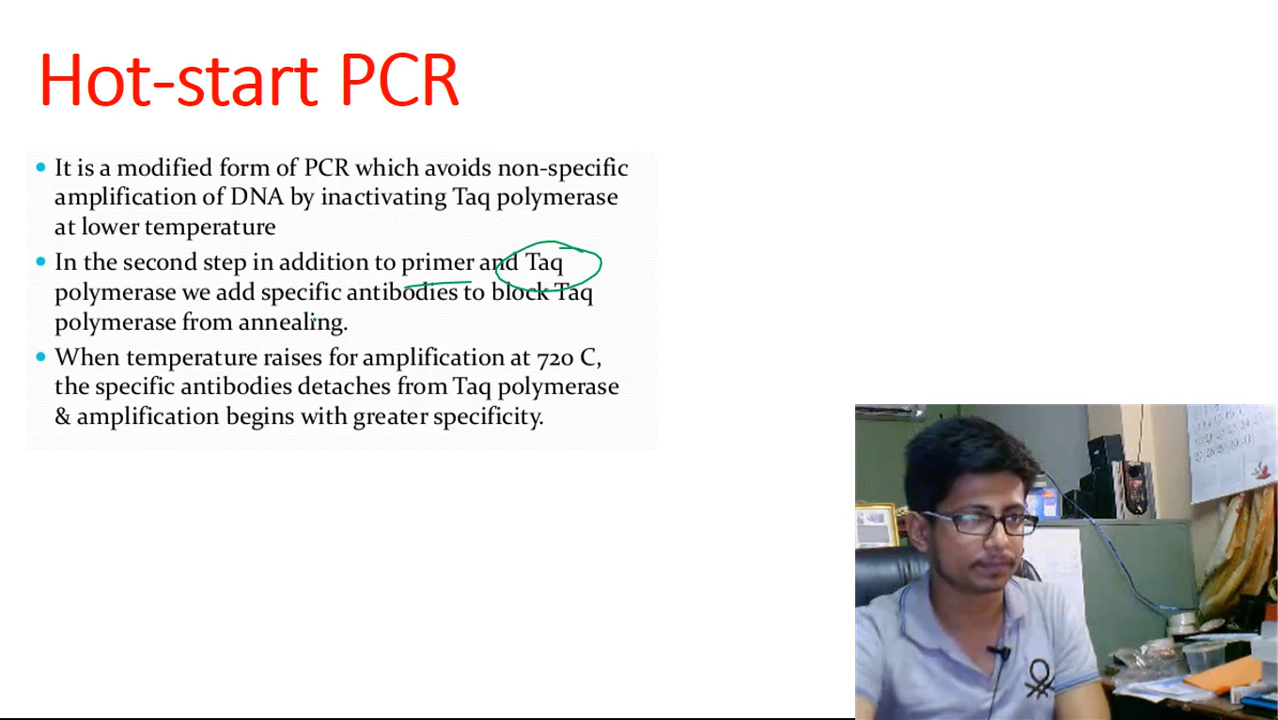 Hot-start PCR
It is a modified form of PCR which avoids non-specific
amplification of DNA by inactivating Taq polymerase
at lower temperature
In the second step in addition to primer and Taq
polymerase we add specific antibodies to block Taq
polymerase from annealing.
When temperature raises for amplification at 720 C,
the specific antibodies detaches from Taq polymerase
& amplification begins with greater specificity.